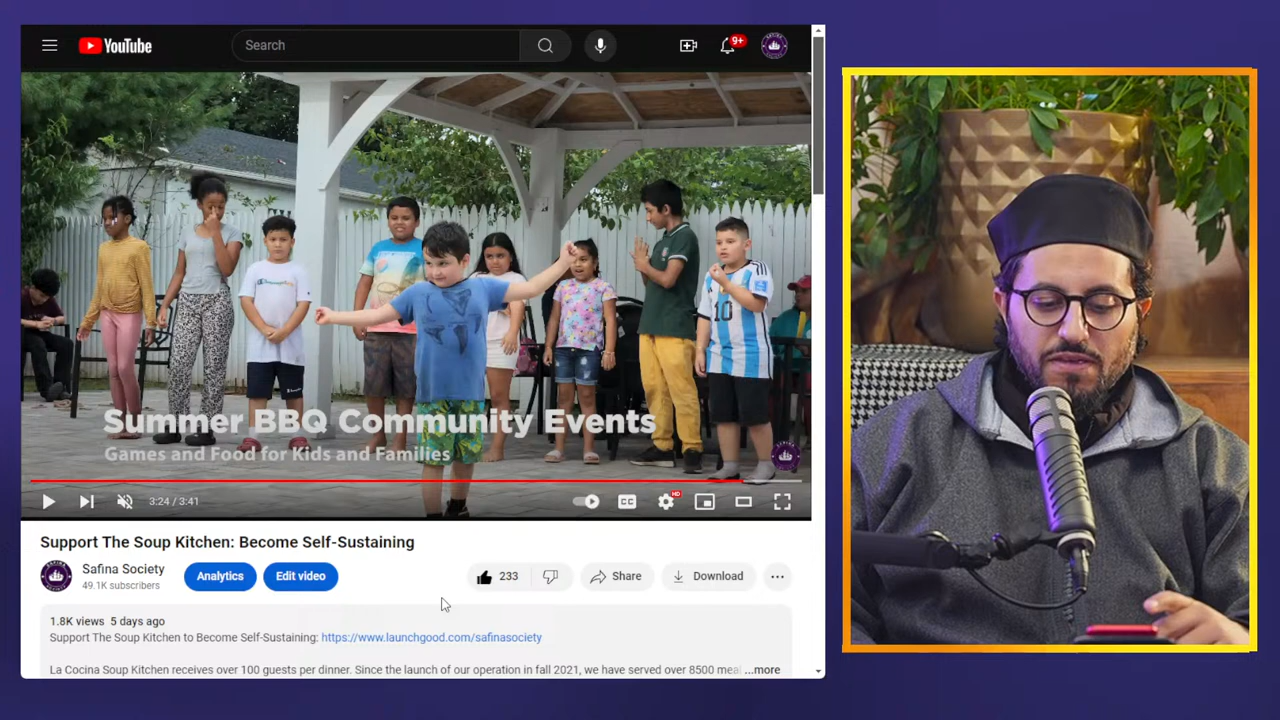 YouTube
Search
9+
Summer BBQ Community Events
Games and Food for Kids and Families
3:24 / 3:41
CC
HD
Support The Soup Kitchen: Become Self-Sustaining
Safina Society
49.1K subscribers
Analytics
Edit video
233
Share
Download
1.8K views 5 days ago
Support The Soup Kitchen to Become Self-Sustaining: https://www.launchgood.com/safinasociety
La Cocina Soup Kitchen receives over 100 guests per dinner. Since the launch of our operation in fall 2021, we have served over 8500 meal ...more
10